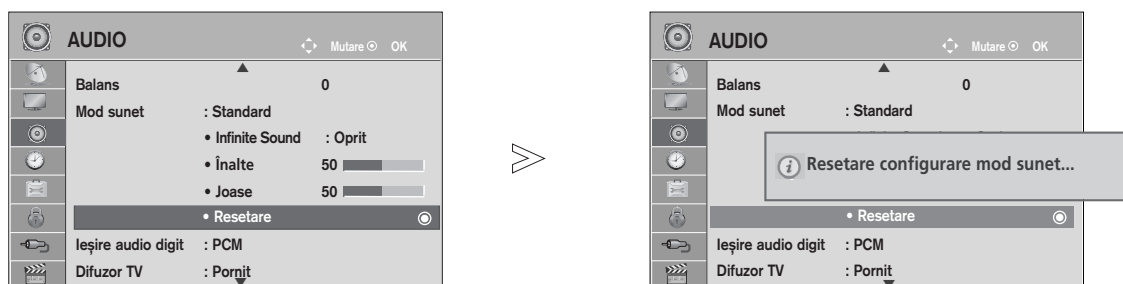 AUDIO Mutare OK
Balans 0
Mod sunet : Standard
• Infinite Sound : Oprit
• Înalte 50
• Joase 50
• Resetare
Ieşire audio digit : PCM
Difuzor TV : Pornit
AUDIO Mutare OK
Balans 0
Mod sunet : Standard
Resetare configurare mod sunet...
• Resetare
Ieşire audio digit : PCM
Difuzor TV : Pornit